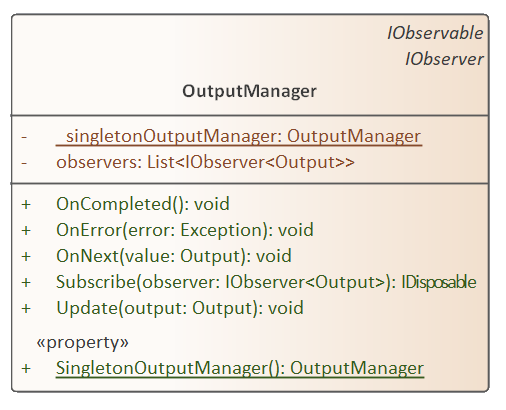 IObservable
IObserver
OutputManager
- _singletonOutputManager: OutputManager
- observers: List<IObserver<Output>>
+ OnCompleted(): void
+ OnError(error: Exception): void
+ OnNext(value: Output): void
+ Subscribe(observer: IObserver<Output>): IDisposable
+ Update(output: Output): void
«property»
+ SingletonOutputManager(): OutputManager